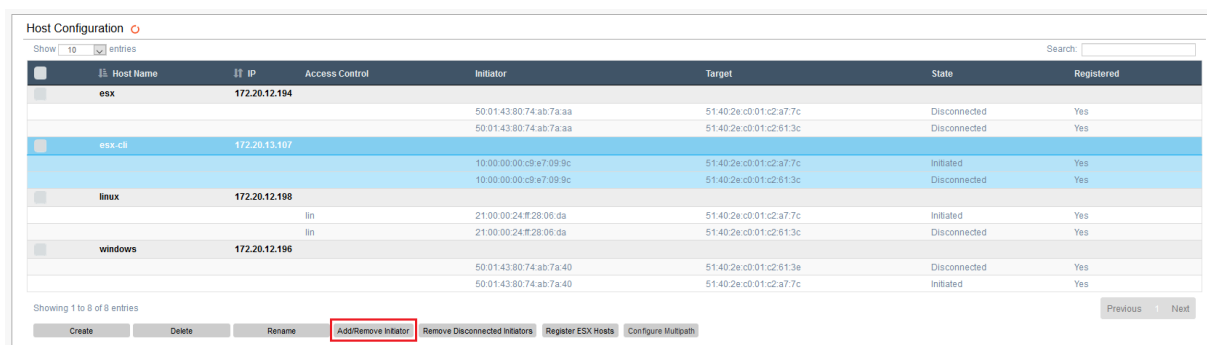 Host Configuration
Show 10 entries Search:
Host Name IP Access Control Initiator Target State Registered
esx 172.20.12.194
50:01:43:80:74:ab:7a:aa 51:40:2e:c0:01:c2:a7:7c Disconnected Yes
50:01:43:80:74:ab:7a:aa 51:40:2e:c0:01:c2:61:3c Disconnected Yes
esx-cli 172.20.13.107
10:00:00:00:c9:e7:09:9c 51:40:2e:c0:01:c2:a7:7c Initiated Yes
10:00:00:00:c9:e7:09:9c 51:40:2e:c0:01:c2:61:3c Disconnected Yes
linux 172.20.12.198
lin 21:00:00:24:ff:28:06:da 51:40:2e:c0:01:c2:a7:7c Initiated Yes
lin 21:00:00:24:ff:28:06:da 51:40:2e:c0:01:c2:61:3c Disconnected Yes
windows 172.20.12.196
50:01:43:80:74:ab:7a:40 51:40:2e:c0:01:c2:61:3e Disconnected Yes
50:01:43:80:74:ab:7a:40 51:40:2e:c0:01:c2:a7:7c Initiated Yes
Showing 1 to 8 of 8 entries Previous 1 Next
Create Delete Rename Add/Remove Initiator Remove Disconnected Initiators Register ESX Hosts Configure Multipath